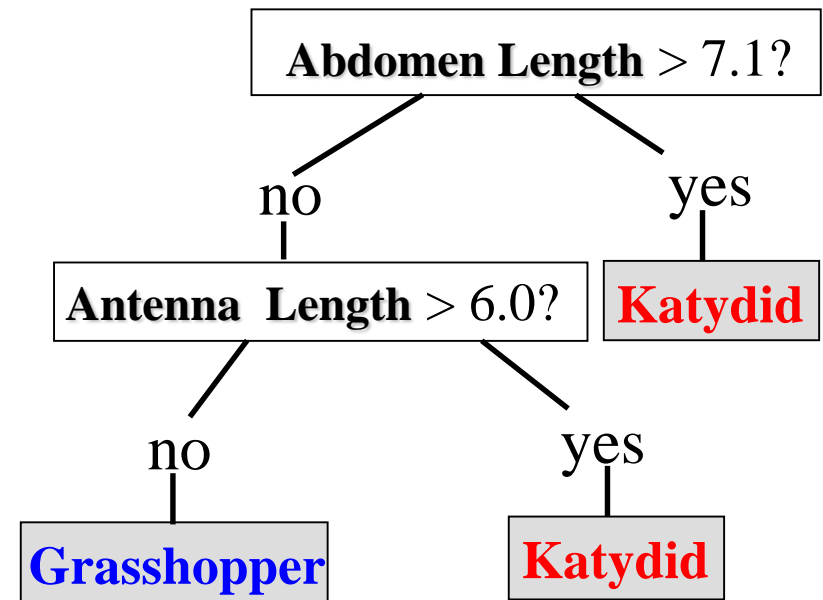 Abdomen Length > 7.1?
no
yes
Antenna Length > 6.0?
Katydid
no
yes
Grasshopper
Katydid